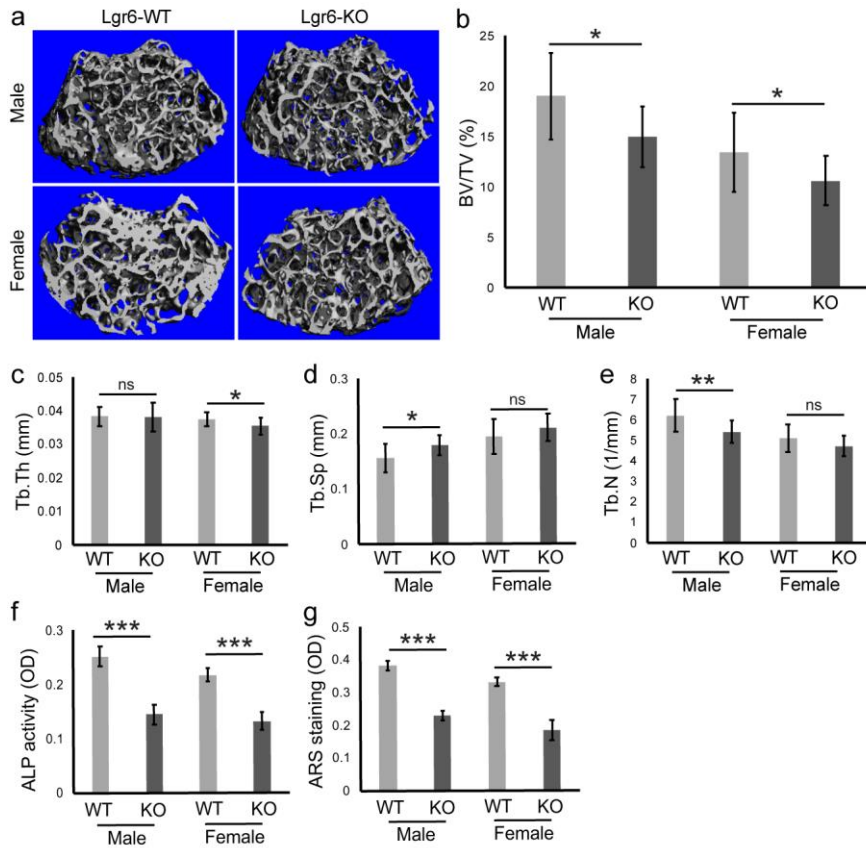 a
Lgr6-WT
Lgr6-KO
Male
Female
b
BV/TV (%)
25
20
15
10
5
0
*
*
WT
KO
WT
KO
Male
Female
c
Tb.Th (mm)
0.05
0.04
0.03
0.02
0.01
0.00
ns
*
WT
KO
WT
KO
Male
Female
d
Tb.Sp (mm)
0.3
0.2
0.1
0
*
ns
WT
KO
WT
KO
Male
Female
e
Tb.N (1/mm)
10
9
8
7
6
5
4
3
2
1
0
**
ns
WT
KO
WT
KO
Male
Female
f
ALP activity (OD)
0.3
0.2
0.1
0
***
***
WT
KO
WT
KO
Male
Female
g
ARS staining (OD)
0.5
0.4
0.3
0.2
0.1
0
***
***
WT
KO
WT
KO
Male
Female